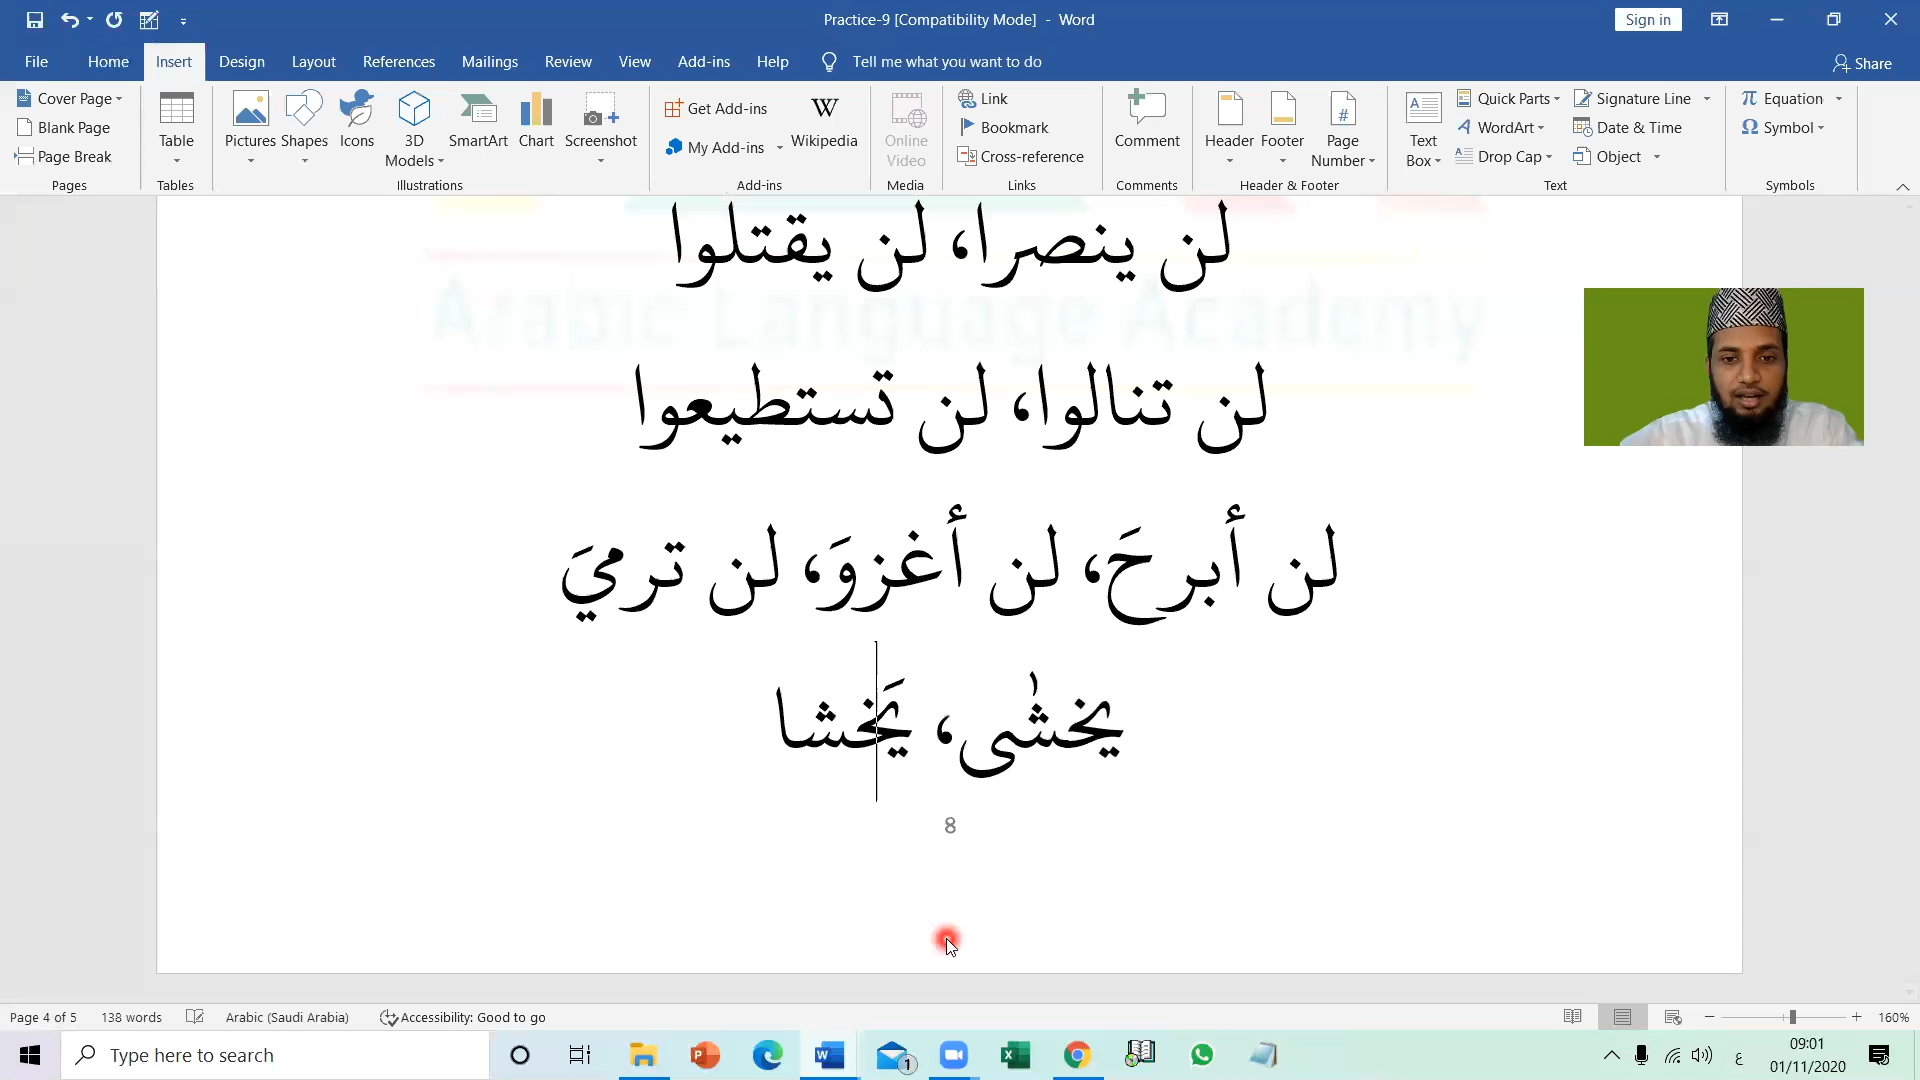 Practice-9 [Compatibility Mode] - Word
Sign in
File Home Insert Design Layout References Mailings Review View Add-ins Help Tell me what you want to do Share
Cover Page
Blank Page
Page Break
Pages
Table
Tables
Pictures Shapes Icons 3D Models SmartArt Chart Screenshot
Illustrations
Get Add-ins
My Add-ins
Wikipedia
Add-ins
Online Video
Media
Link
Bookmark
Cross-reference
Links
Comment
Comments
Header Footer Page Number
Header & Footer
Text Box
Quick Parts
WordArt
Drop Cap
Signature Line
Date & Time
Object
Text
Equation
Symbol
Symbols
لن ينصرا، لن يقتلوا
Arabic Language Academy
لن تنالوا، لن تستطيعوا
لن أبرحَ، لن أغزوَ، لن ترميَ
يخشٰى، يَخشا
8
Page 4 of 5 138 words Arabic (Saudi Arabia) Accessibility: Good to go 160%
Type here to search
1
ع
09:01
01/11/2020